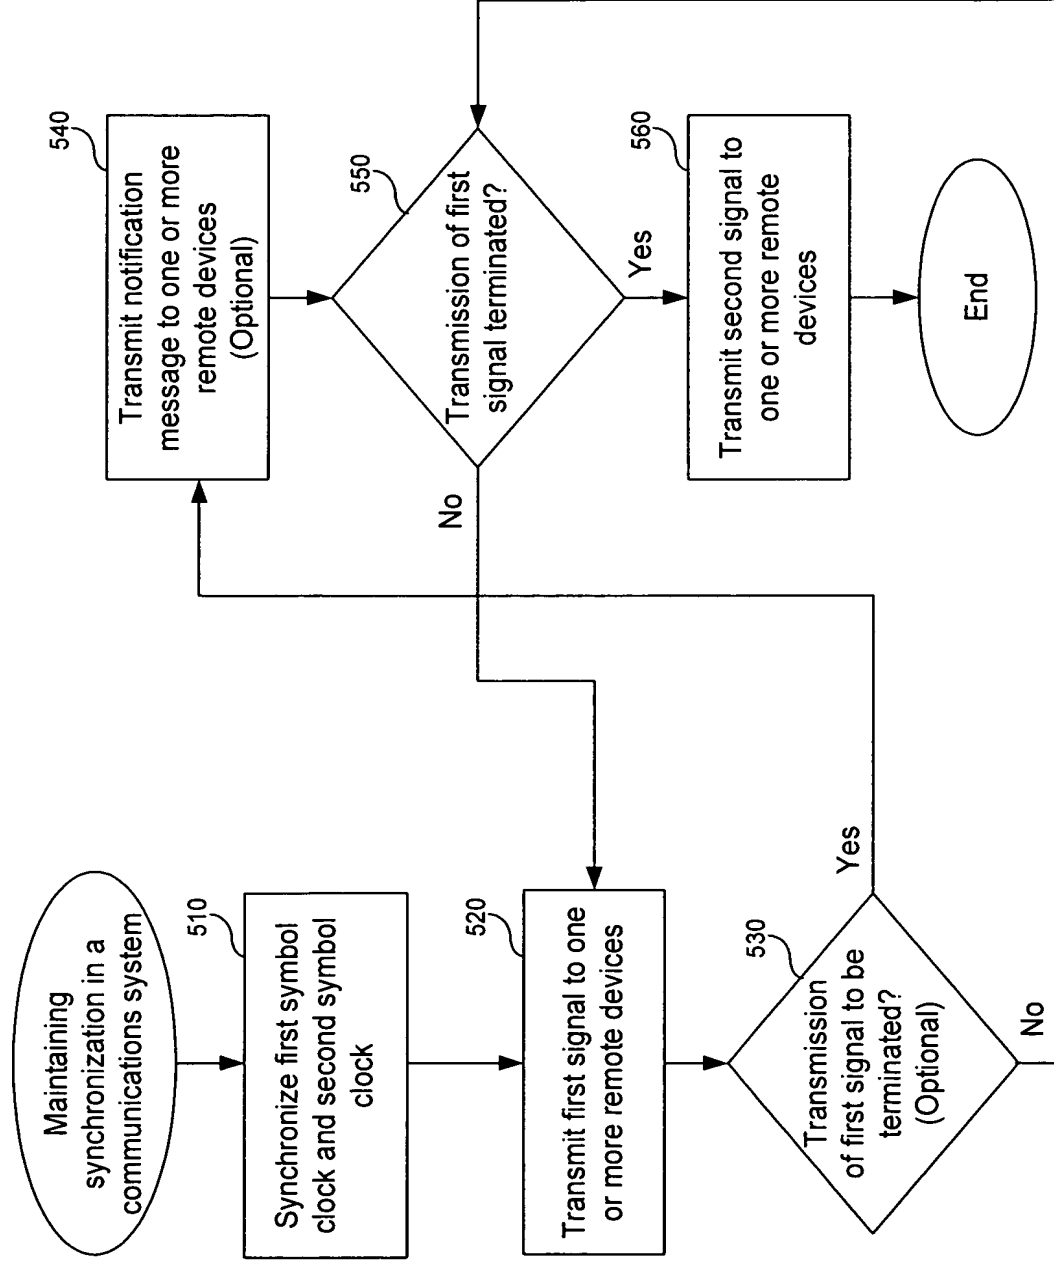 Maintaining
synchronization in a
communications system
510
Synchronize first symbol
clock and second symbol
clock
520
Transmit first signal to one
or more remote devices
530
Transmission
of first signal to be
terminated?
(Optional)
Yes
No
540
Transmit notification
message to one or more
remote devices
(Optional)
550
Transmission of first
signal terminated?
No
Yes
560
Transmit second signal to
one or more remote
devices
End